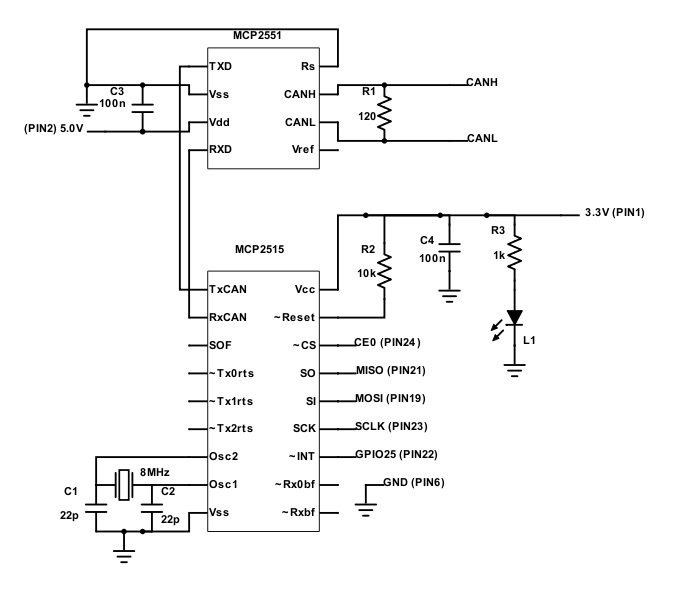 MCP2551
TXD
Rs
C3
100n
Vss
CANH
R1
CANH
(PIN2) 5.0V
Vdd
CANL
120
CANL
RXD
Vref
3.3V (PIN1)
MCP2515
R2
C4
R3
10k
100n
1k
TxCAN
Vcc
RxCAN
~Reset
L1
SOF
~CS
CE0 (PIN24)
~Tx0rts
SO
MISO (PIN21)
~Tx1rts
SI
MOSI (PIN19)
~Tx2rts
SCK
SCLK (PIN23)
Osc2
~INT
GPIO25 (PIN22)
8MHz
C1
C2
Osc1
~Rx0bf
GND (PIN6)
22p
22p
Vss
~Rxbf